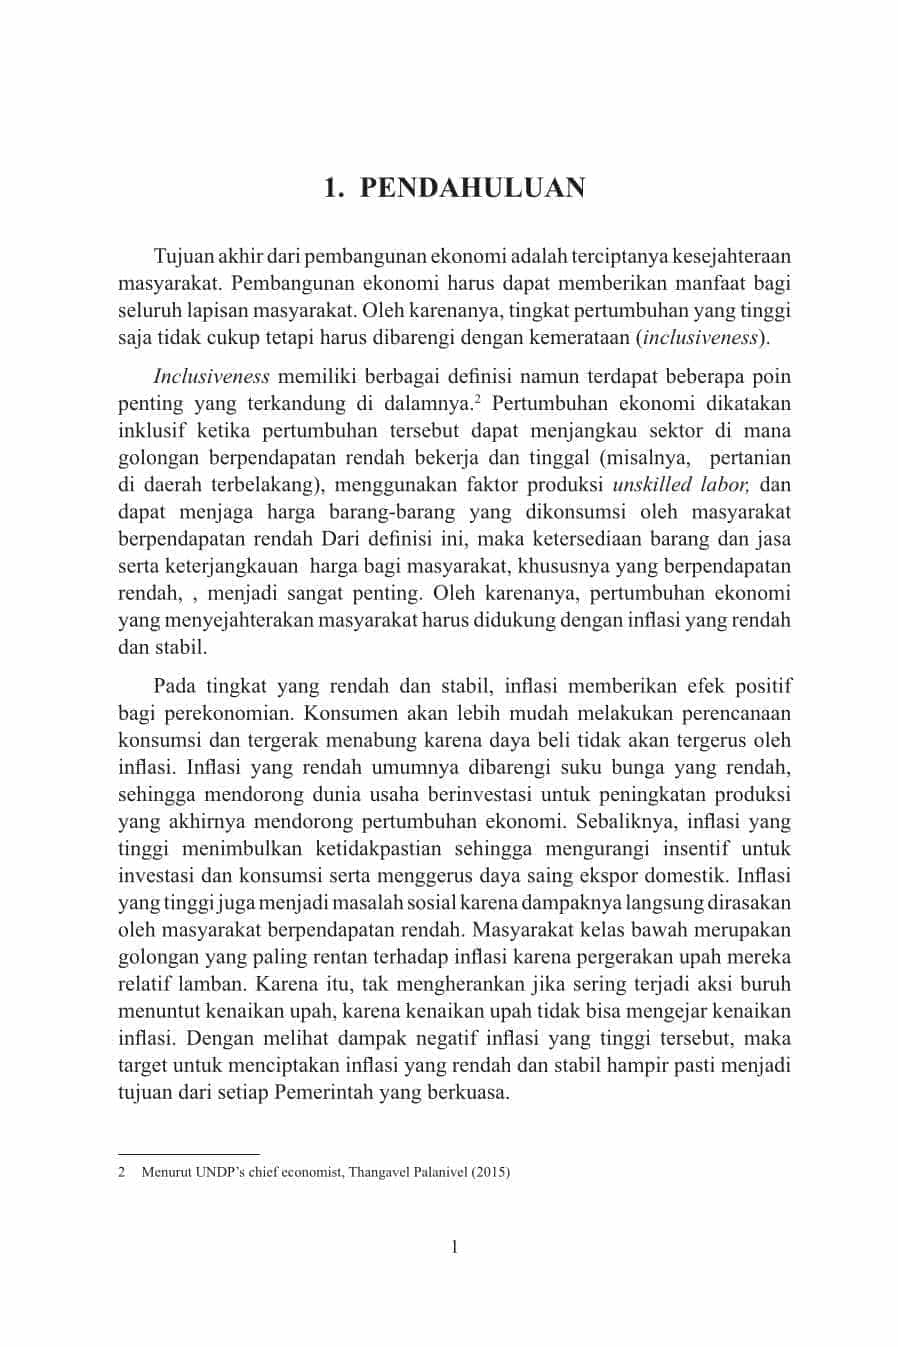 1. PENDAHULUAN
Tujuan akhir dari pembangunan ekonomi adalah terciptanya kesejahteraan
masyarakat. Pembangunan ekonomi harus dapat memberikan manfaat bagi
seluruh lapisan masyarakat. Oleh karenanya, tingkat pertumbuhan yang tinggi
saja tidak cukup tetapi harus dibarengi dengan kemerataan (inclusiveness).
Inclusiveness memiliki berbagai definisi namun terdapat beberapa poin
penting yang terkandung di dalamnya.2 Pertumbuhan ekonomi dikatakan
inklusif ketika pertumbuhan tersebut dapat menjangkau sektor di mana
golongan berpendapatan rendah bekerja dan tinggal (misalnya, pertanian
di daerah terbelakang), menggunakan faktor produksi unskilled labor, dan
dapat menjaga harga barang-barang yang dikonsumsi oleh masyarakat
berpendapatan rendah Dari definisi ini, maka ketersediaan barang dan jasa
serta keterjangkauan harga bagi masyarakat, khususnya yang berpendapatan
rendah, , menjadi sangat penting. Oleh karenanya, pertumbuhan ekonomi
yang menyejahterakan masyarakat harus didukung dengan inflasi yang rendah
dan stabil.
Pada tingkat yang rendah dan stabil, inflasi memberikan efek positif
bagi perekonomian. Konsumen akan lebih mudah melakukan perencanaan
konsumsi dan tergerak menabung karena daya beli tidak akan tergerus oleh
inflasi. Inflasi yang rendah umumnya dibarengi suku bunga yang rendah,
sehingga mendorong dunia usaha berinvestasi untuk peningkatan produksi
yang akhirnya mendorong pertumbuhan ekonomi. Sebaliknya, inflasi yang
tinggi menimbulkan ketidakpastian sehingga mengurangi insentif untuk
investasi dan konsumsi serta menggerus daya saing ekspor domestik. Inflasi
yang tinggi juga menjadi masalah sosial karena dampaknya langsung dirasakan
oleh masyarakat berpendapatan rendah. Masyarakat kelas bawah merupakan
golongan yang paling rentan terhadap inflasi karena pergerakan upah mereka
relatif lamban. Karena itu, tak mengherankan jika sering terjadi aksi buruh
menuntut kenaikan upah, karena kenaikan upah tidak bisa mengejar kenaikan
inflasi. Dengan melihat dampak negatif inflasi yang tinggi tersebut, maka
target untuk menciptakan inflasi yang rendah dan stabil hampir pasti menjadi
tujuan dari setiap Pemerintah yang berkuasa.
2 Menurut UNDP’s chief economist, Thangavel Palanivel (2015)
1